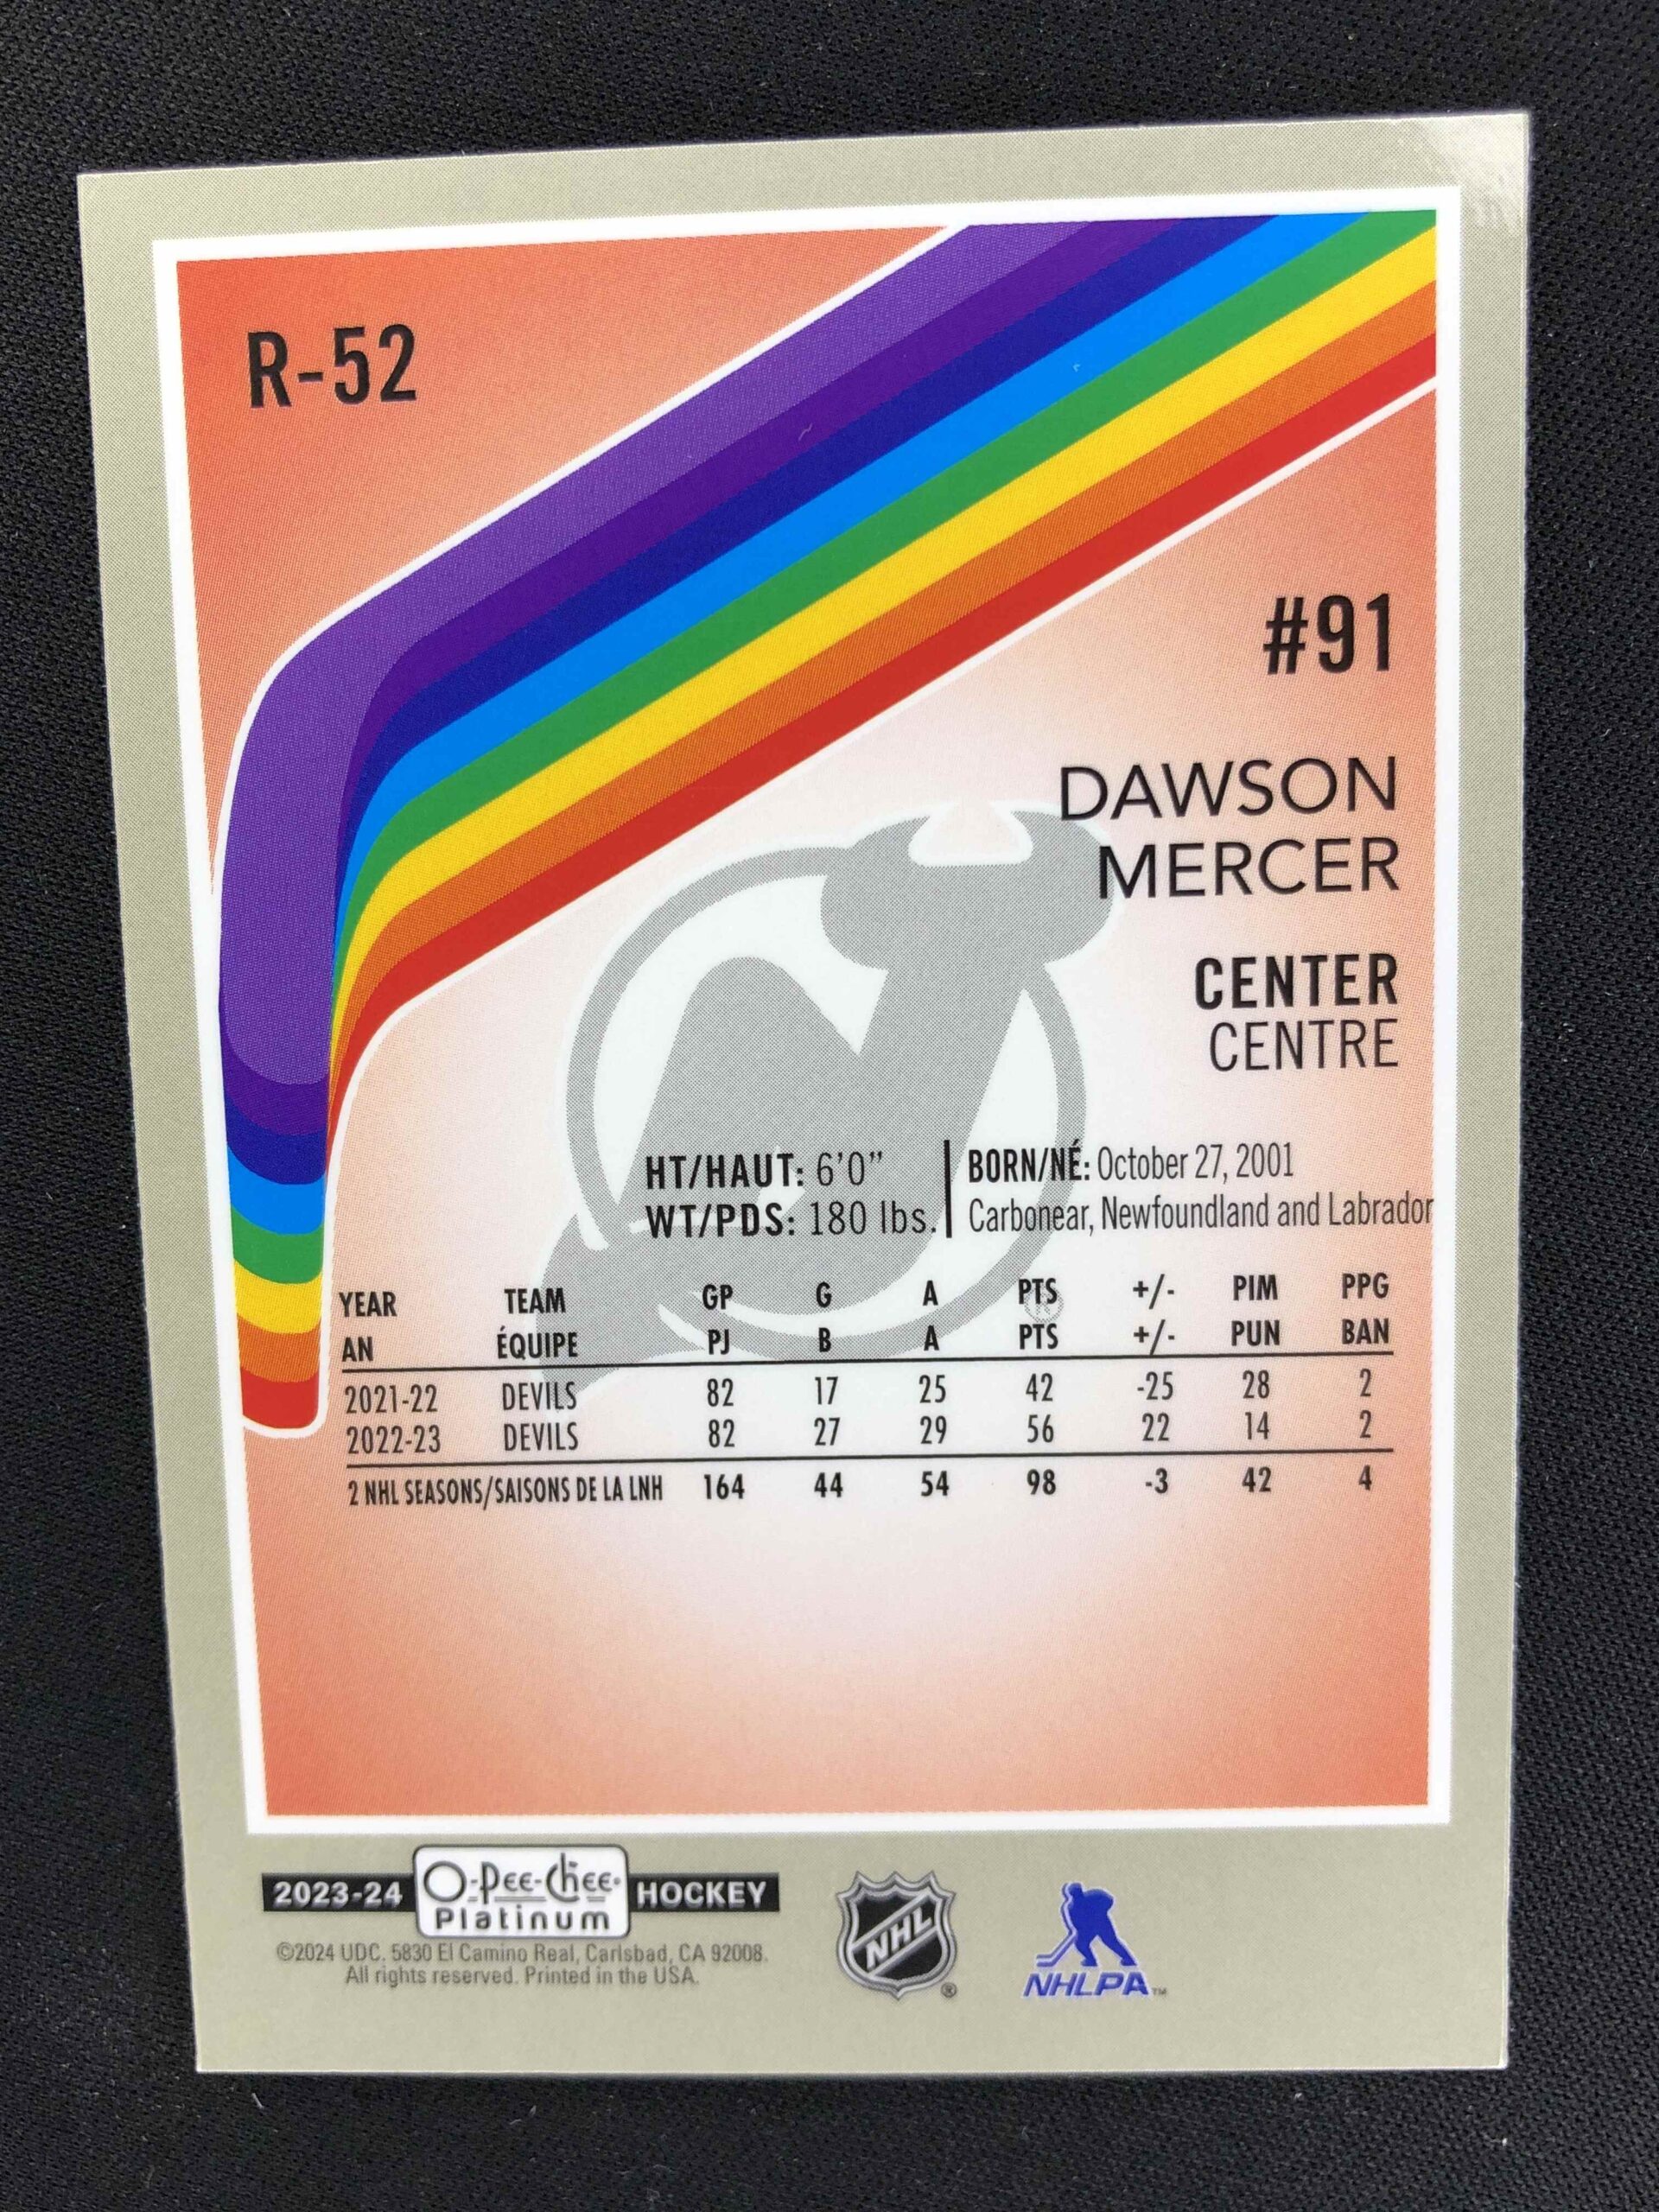 R-52
#91
DAWSON
MERCER
CENTER
CENTRE
HT/HAUT: 6'0" BORN/NÉ: October 27, 2001
WT/PDS: 180 lbs. Carbonear, Newfoundland and Labrador
YEAR TEAM GP G A PTS +/- PIM PPG
AN ÉQUIPE PJ B A PTS +/- PUN BAN
2021-22 DEVILS 82 17 25 42 -25 28 2
2022-23 DEVILS 82 27 29 56 22 14 2
2 NHL SEASONS/SAISONS DE LA LNH 164 44 54 98 -3 42 4
2023-24 O-Pee-Chee Platinum HOCKEY
©2024 UDC. 5830 El Camino Real, Carlsbad, CA 92008.
All rights reserved. Printed in the USA.
NHL ®
NHLPA™